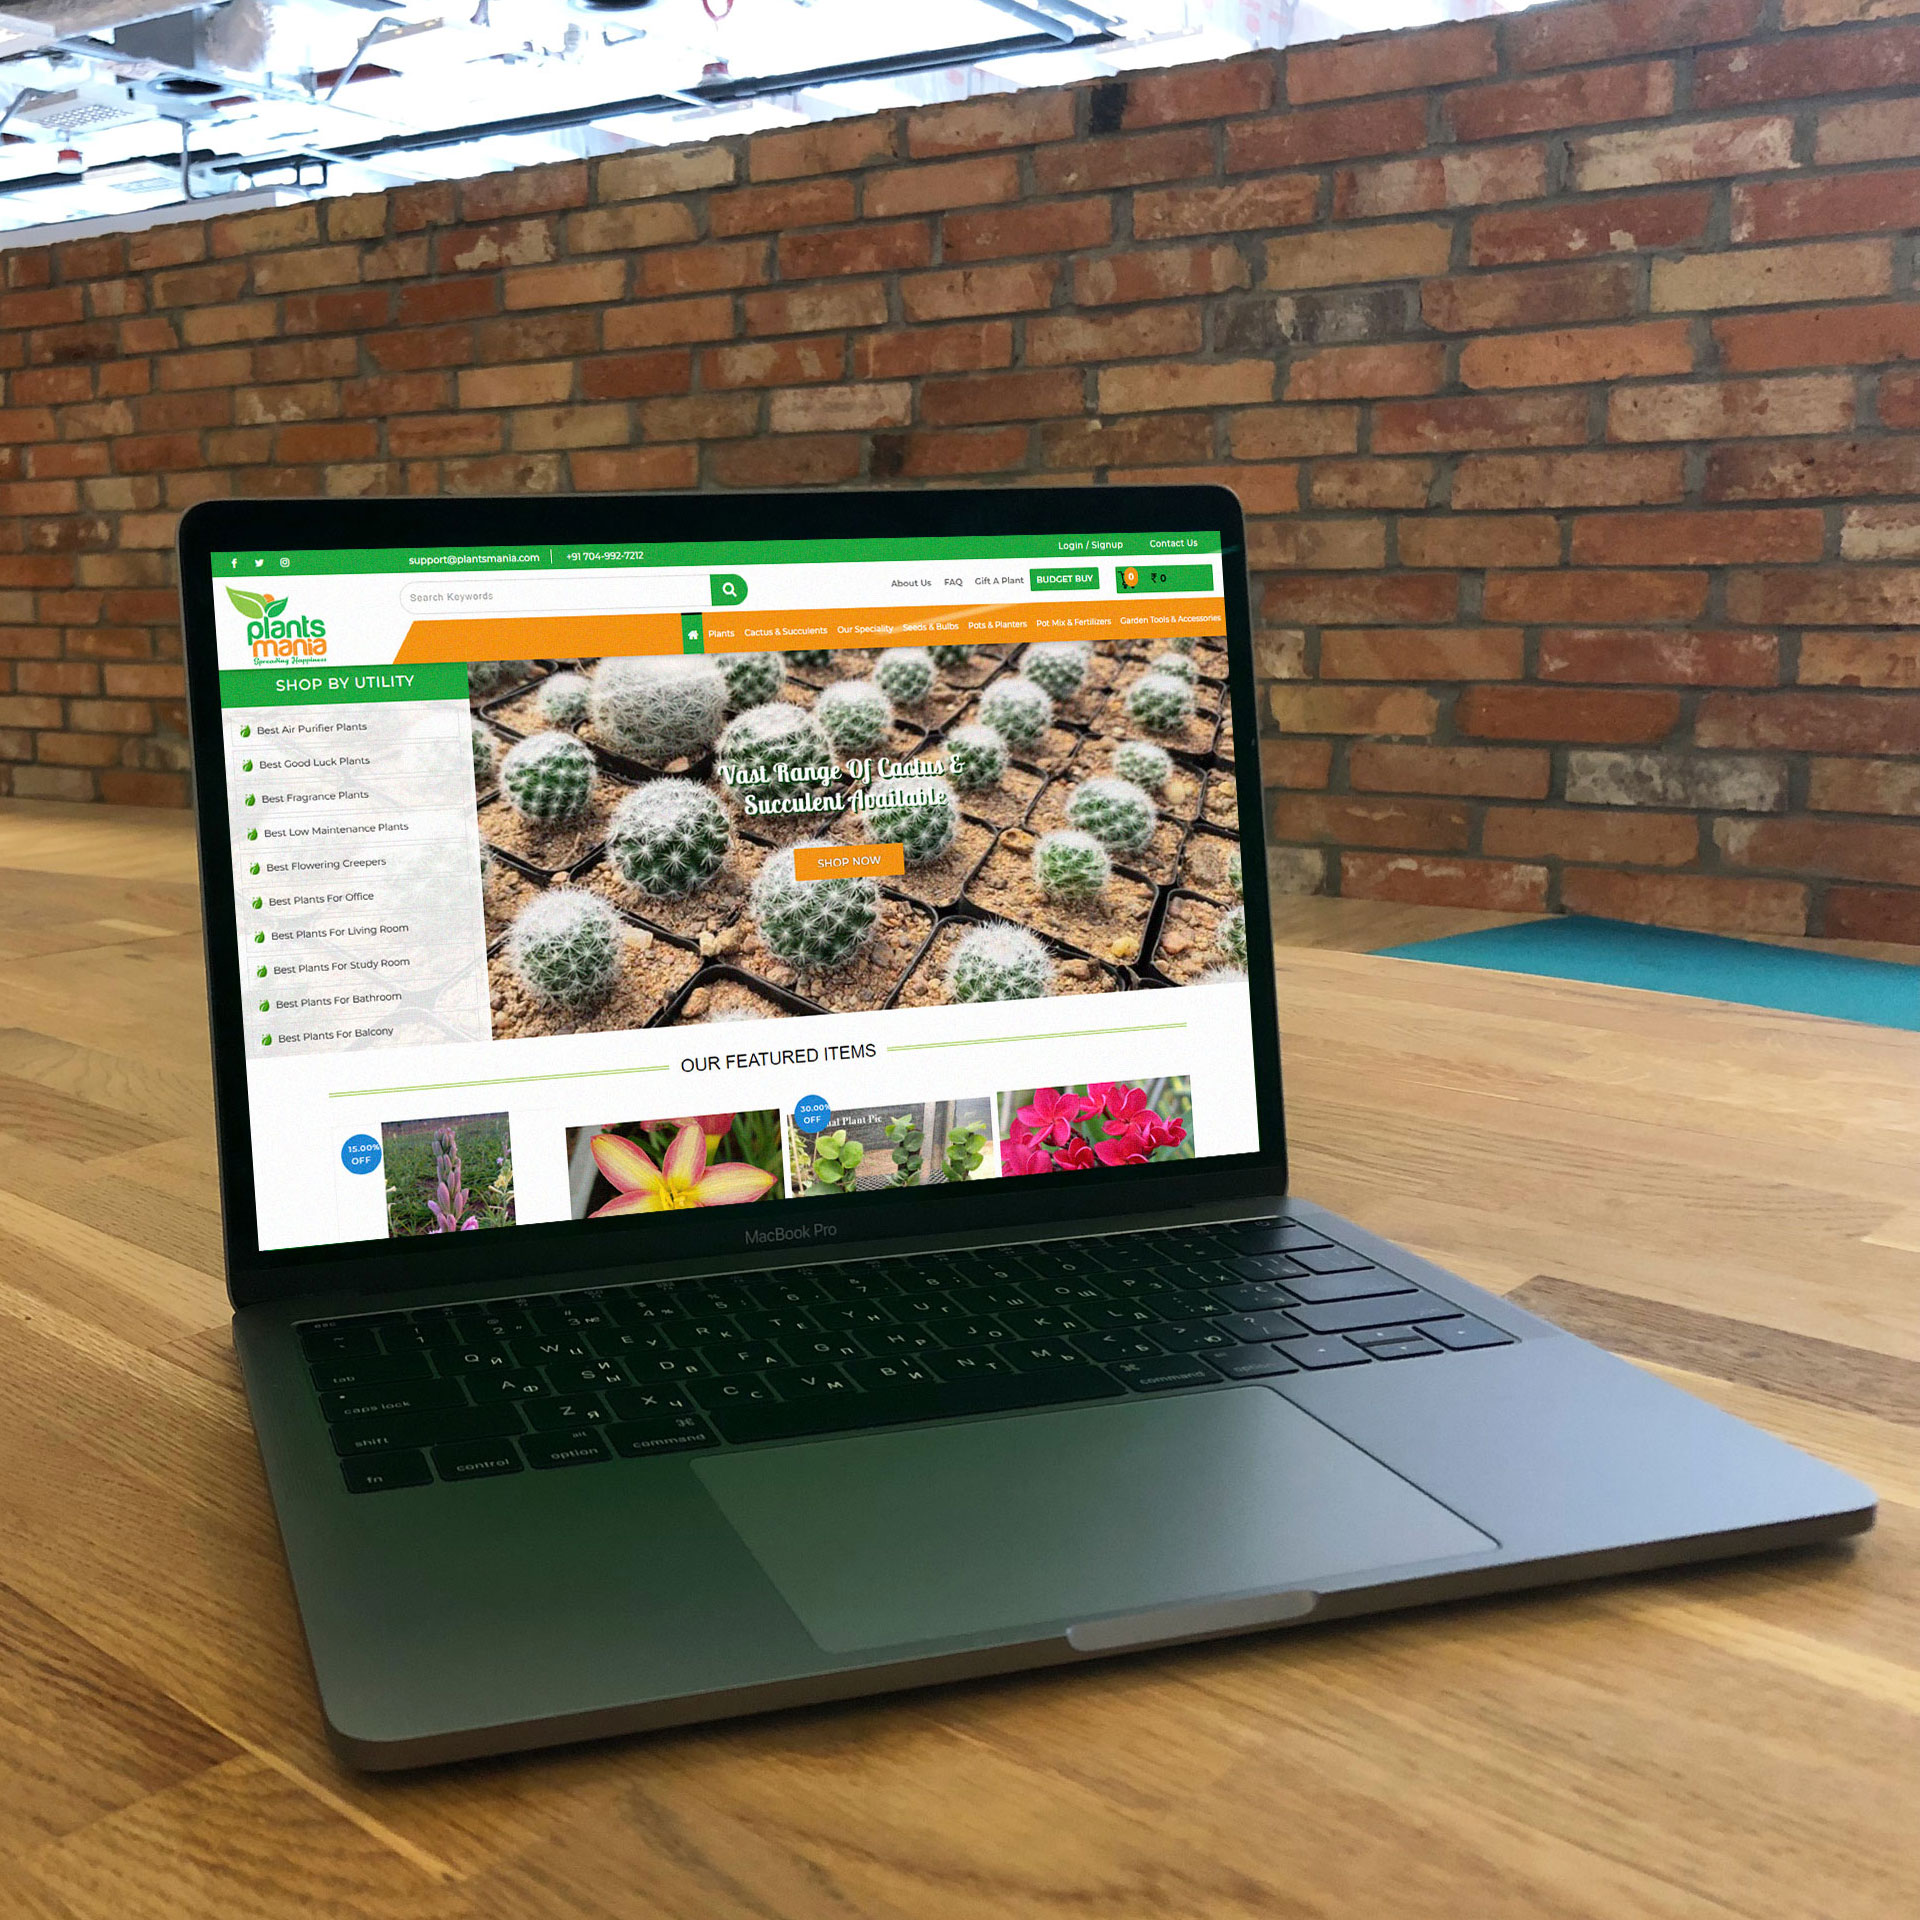 support@plantsmania.com
+91 704-992-7212
Login / Signup
Contact Us
plants
mania
Spreading Happiness
Search Keywords
About Us
FAQ
Gift A Plant
BUDGET BUY
0
₹ 0
Plants
Cactus & Succulents
Our Speciality
Seeds & Bulbs
Pots & Planters
Pot Mix & Fertilizers
Garden Tools & Accessories
SHOP BY UTILITY
Best Air Purifier Plants
Best Good Luck Plants
Best Fragrance Plants
Best Low Maintenance Plants
Best Flowering Creepers
Best Plants For Office
Best Plants For Living Room
Best Plants For Study Room
Best Plants For Bathroom
Best Plants For Balcony
Vast Range Of Cactus &
Succulent Available
SHOP NOW
OUR FEATURED ITEMS
15.00%
OFF
30.00%
OFF
Plant Pic
MacBook Pro
esc
tab
caps lock
shift
fn
control
alt
option
command
command
option